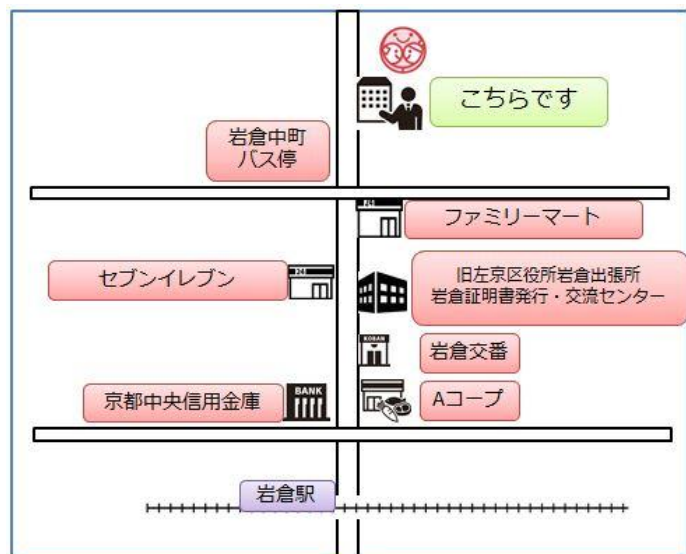 こちらです
岩倉中町
バス停
ファミリーマート
セブンイレブン
旧左京区役所岩倉出張所
岩倉証明書発行・交流センター
KOBAN
岩倉交番
京都中央信用金庫
BANK
Aコープ
岩倉駅